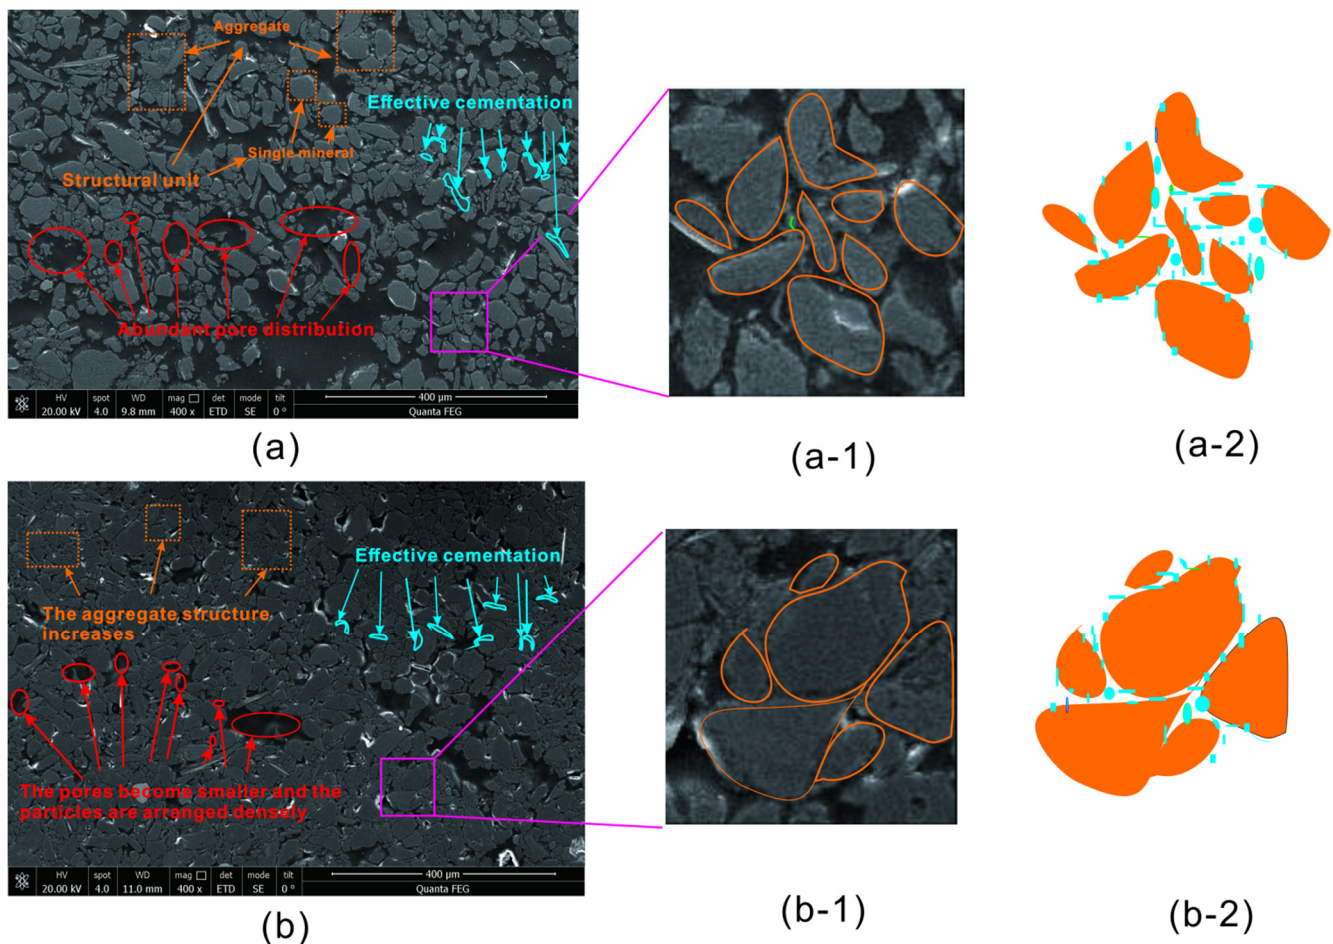 Aggregate
Effective cementation
Single mineral
Structural unit
Abundant pore distribution
HV spot WD mag det mode tilt 400 µm
20.00 kV 4.0 9.8 mm 400 x ETD SE 0 ° Quanta FEG
(a)
(a-1)
(a-2)
Effective cementation
The aggregate structure
increases
The pores become smaller and the
particles are arranged densely
HV spot WD mag det mode tilt 400 µm
20.00 kV 4.0 11.0 mm 400 x ETD SE 0 ° Quanta FEG
(b)
(b-1)
(b-2)